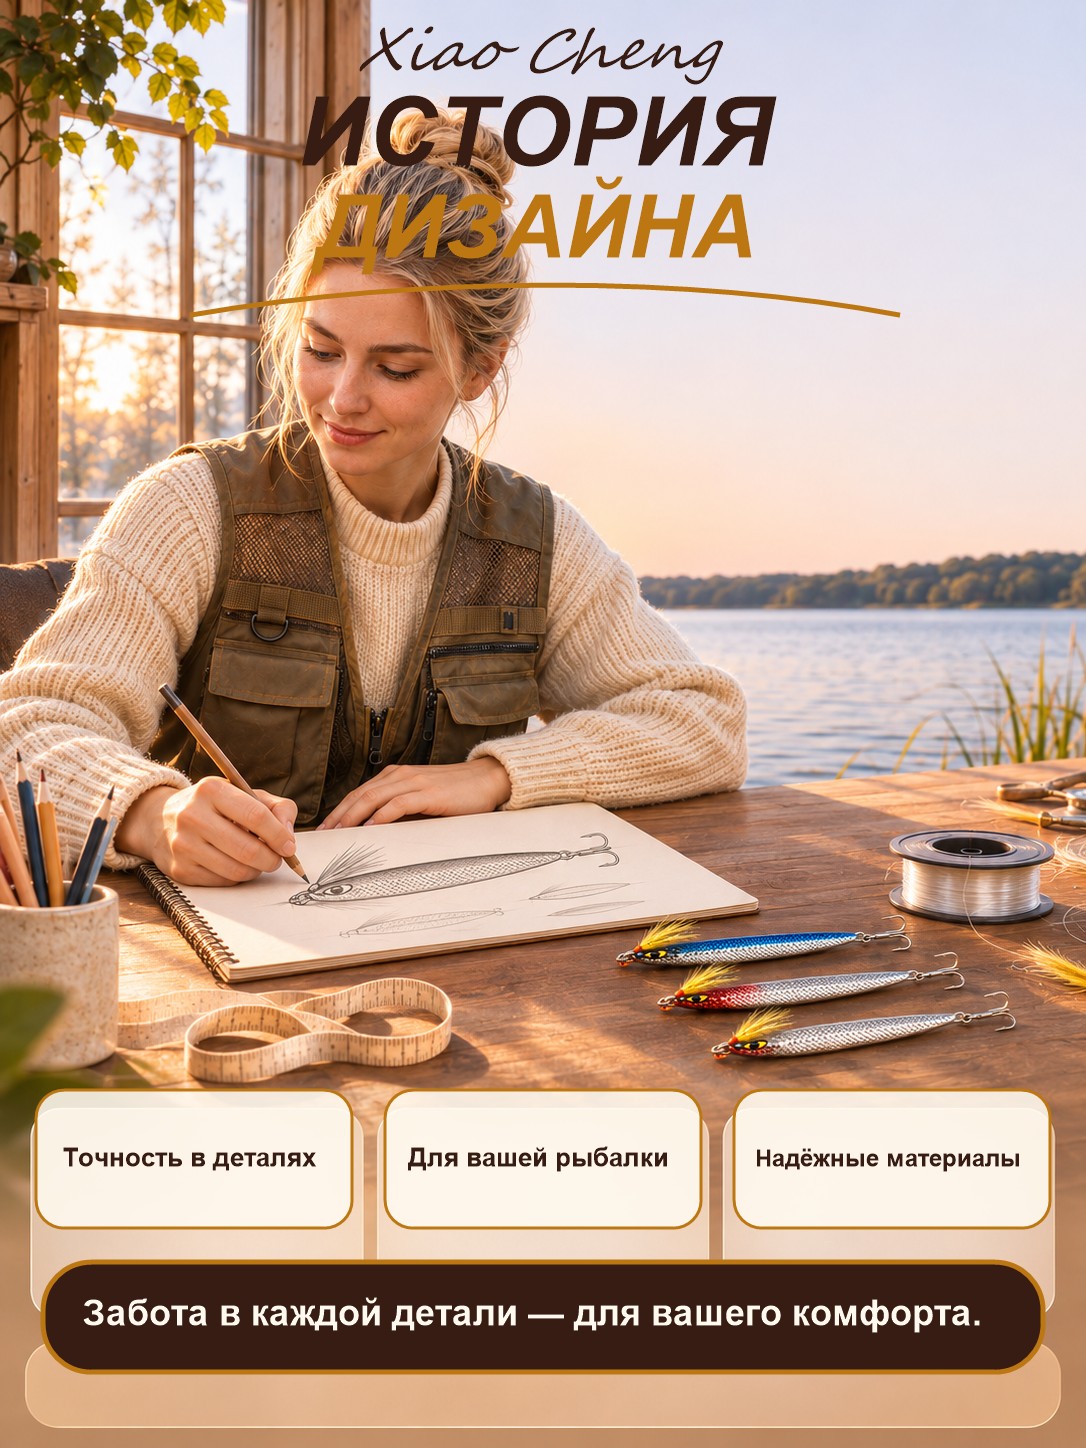 Xiao Cheng
ИСТОРИЯ
ДИЗАЙНА
Точность в деталях
Для вашей рыбалки
Надёжные материалы
Забота в каждой детали — для вашего комфорта.